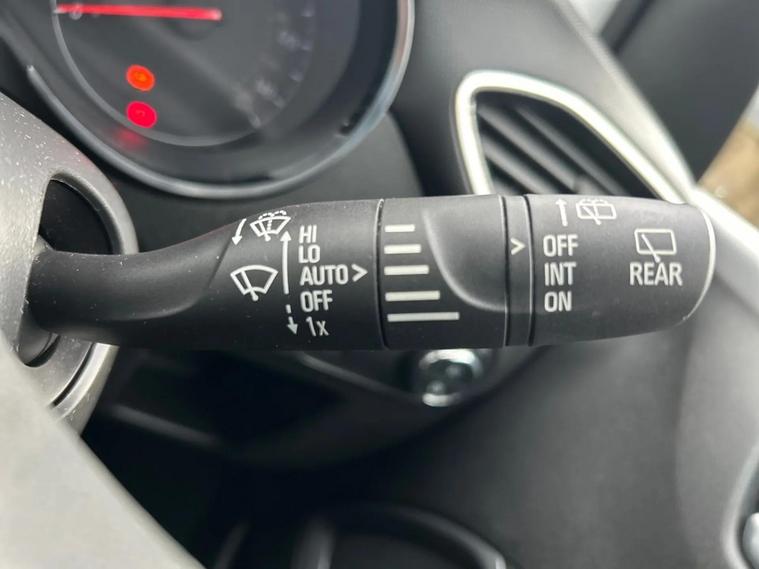 HI
LO
AUTO >
OFF
1x
>
OFF
INT
ON
REAR